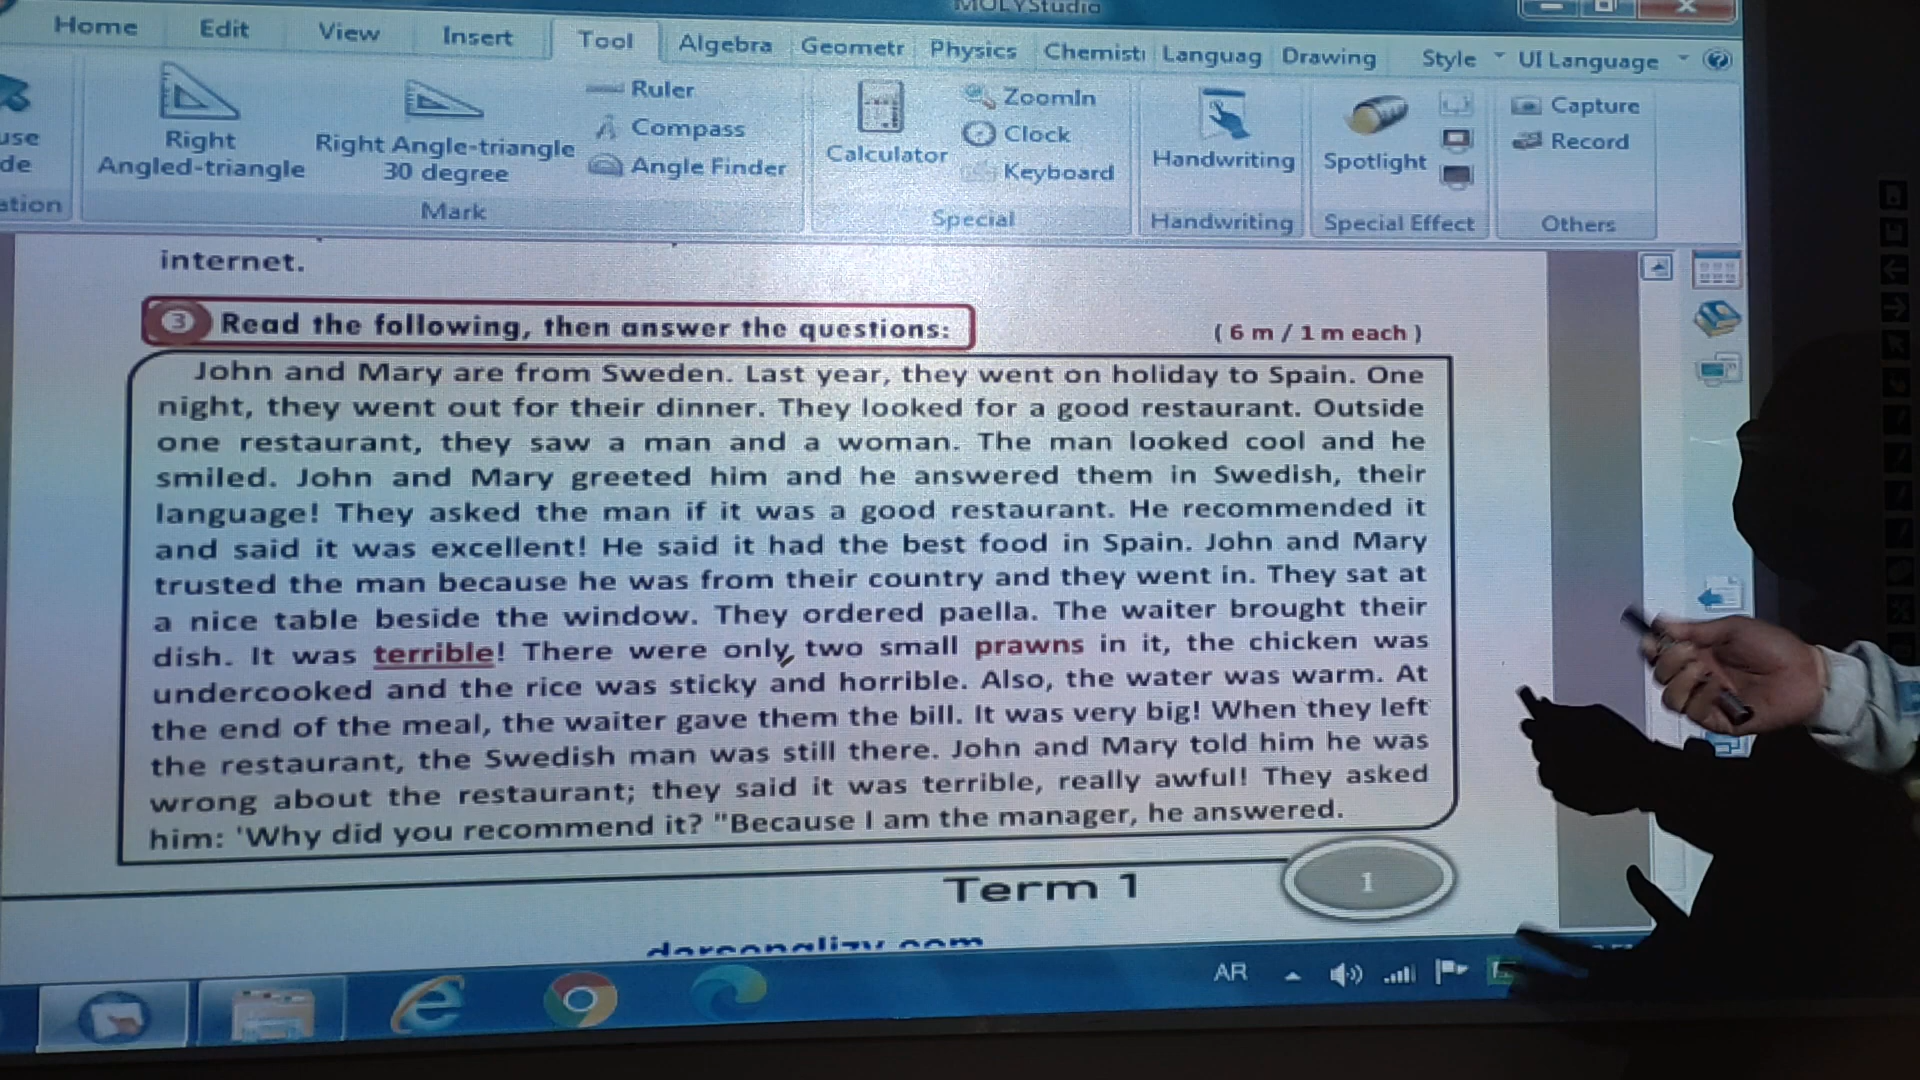 MOLYStudio
Home Edit View Insert Tool Algebra Geometr Physics Chemisti Languag Drawing Style UI Language
use
de
ation
Right
Angled-triangle
Right Angle-triangle
30 degree
Ruler
Compass
Angle Finder
Mark
Calculator
ZoomIn
Clock
Keyboard
Special
Handwriting
Handwriting
Spotlight
Special Effect
Capture
Record
Others
internet.
3 Read the following, then answer the questions: ( 6 m / 1 m each )
John and Mary are from Sweden. Last year, they went on holiday to Spain. One
night, they went out for their dinner. They looked for a good restaurant. Outside
one restaurant, they saw a man and a woman. The man looked cool and he
smiled. John and Mary greeted him and he answered them in Swedish, their
language! They asked the man if it was a good restaurant. He recommended it
and said it was excellent! He said it had the best food in Spain. John and Mary
trusted the man because he was from their country and they went in. They sat at
a nice table beside the window. They ordered paella. The waiter brought their
dish. It was terrible! There were only two small prawns in it, the chicken was
undercooked and the rice was sticky and horrible. Also, the water was warm. At
the end of the meal, the waiter gave them the bill. It was very big! When they left
the restaurant, the Swedish man was still there. John and Mary told him he was
wrong about the restaurant; they said it was terrible, really awful! They asked
him: 'Why did you recommend it? "Because I am the manager, he answered.
Term 1
1
AR